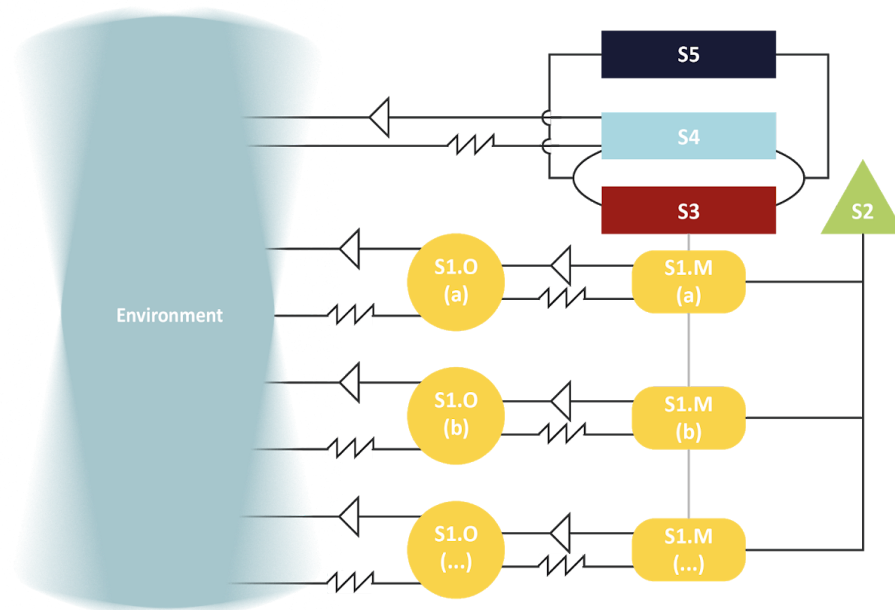 S5
S4
S3
S2
S1.O
(a)
S1.M
(a)
Environment
S1.O
(b)
S1.M
(b)
S1.O
(...)
S1.M
(...)